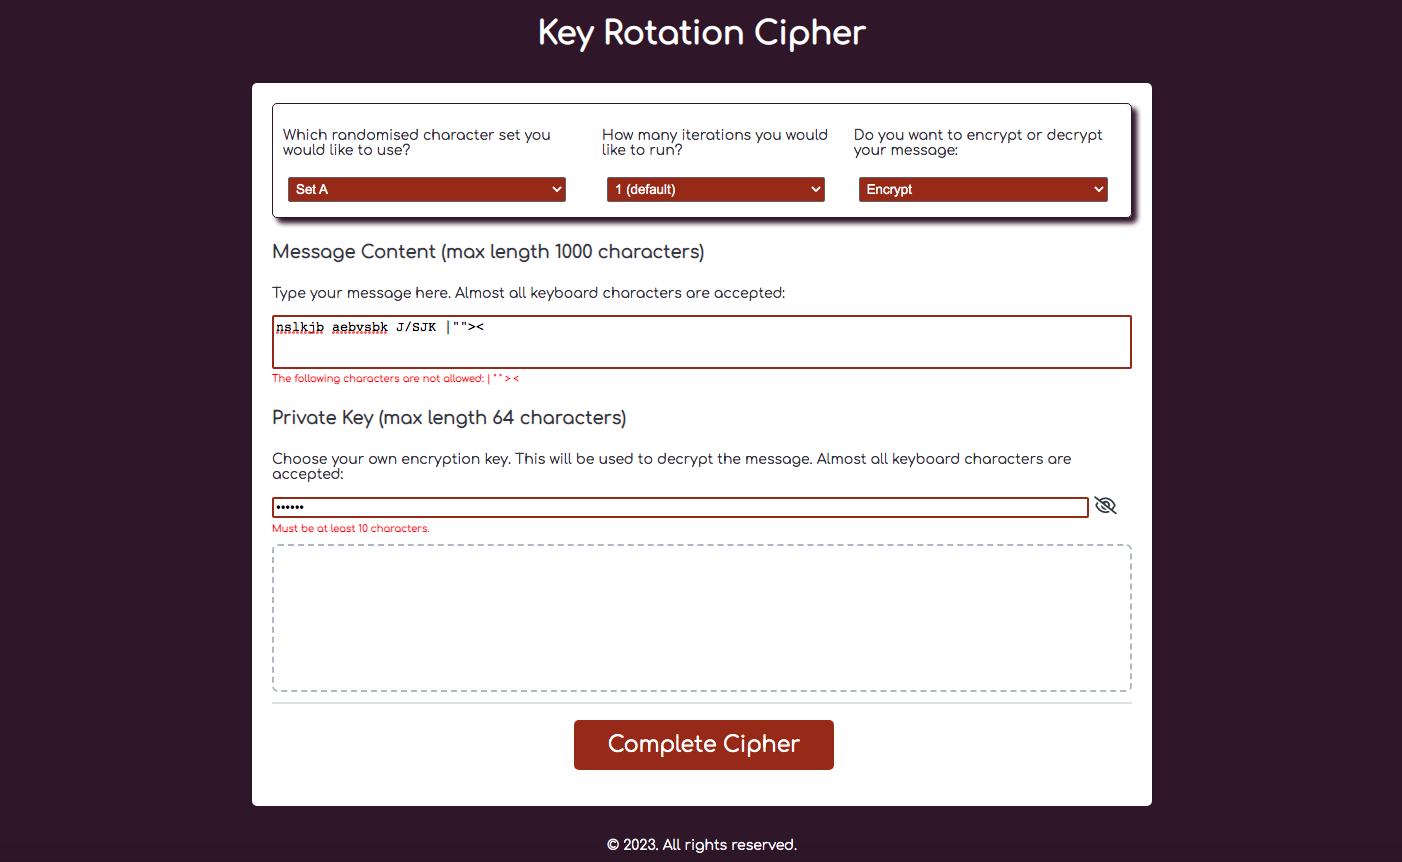 Key Rotation Cipher
Which randomised character set you
would like to use?
How many iterations you would
like to run?
Do you want to encrypt or decrypt
your message:
Set A
1 (default)
Encrypt
Message Content (max length 1000 characters)
Type your message here. Almost all keyboard characters are accepted:
nslkjb aebvsbk J/SJK |"">&lt;
The following characters are not allowed: | " " > <
Private Key (max length 64 characters)
Choose your own encryption key. This will be used to decrypt the message. Almost all keyboard characters are
accepted:
••••••
Must be at least 10 characters.
Complete Cipher
© 2023. All rights reserved.